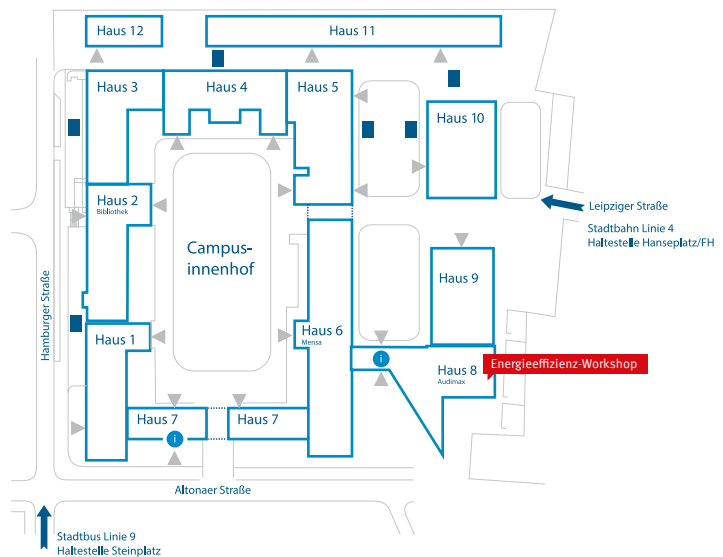 Haus 12
Haus 11
Haus 3
Haus 4
Haus 5
Haus 10
Haus 2
Bibliothek
Leipziger Straße
Stadtbahn Linie 4
Haltestelle Hanseplatz/FH
Campus-
innenhof
Haus 9
Hamburger Straße
Haus 1
Haus 6
Mensa
i
Haus 8
Audimax
Energieeffizienz-Workshop
Haus 7
Haus 7
i
Altonaer Straße
Stadtbus Linie 9
Haltestelle Steinplatz